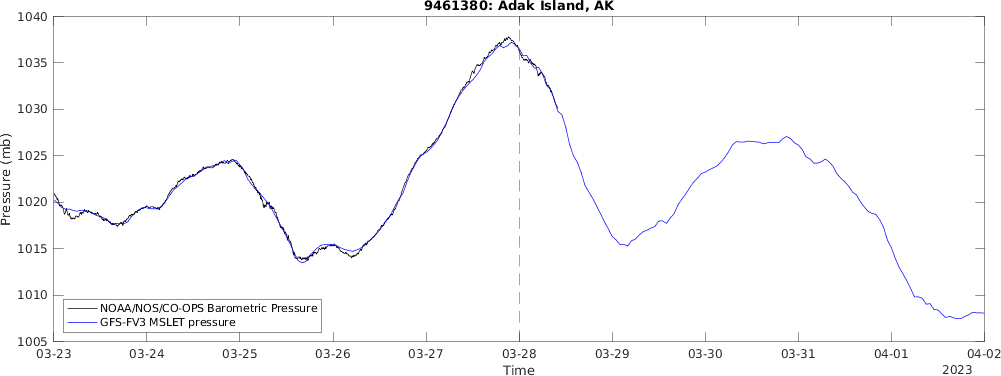 9461380: Adak Island, AK
Pressure (mb)
1040
1035
1030
1025
1020
1015
1010
1005
NOAA/NOS/CO-OPS Barometric Pressure
GFS-FV3 MSLET pressure
03-23 03-24 03-25 03-26 03-27 03-28 03-29 03-30 03-31 04-01 04-02
Time
2023